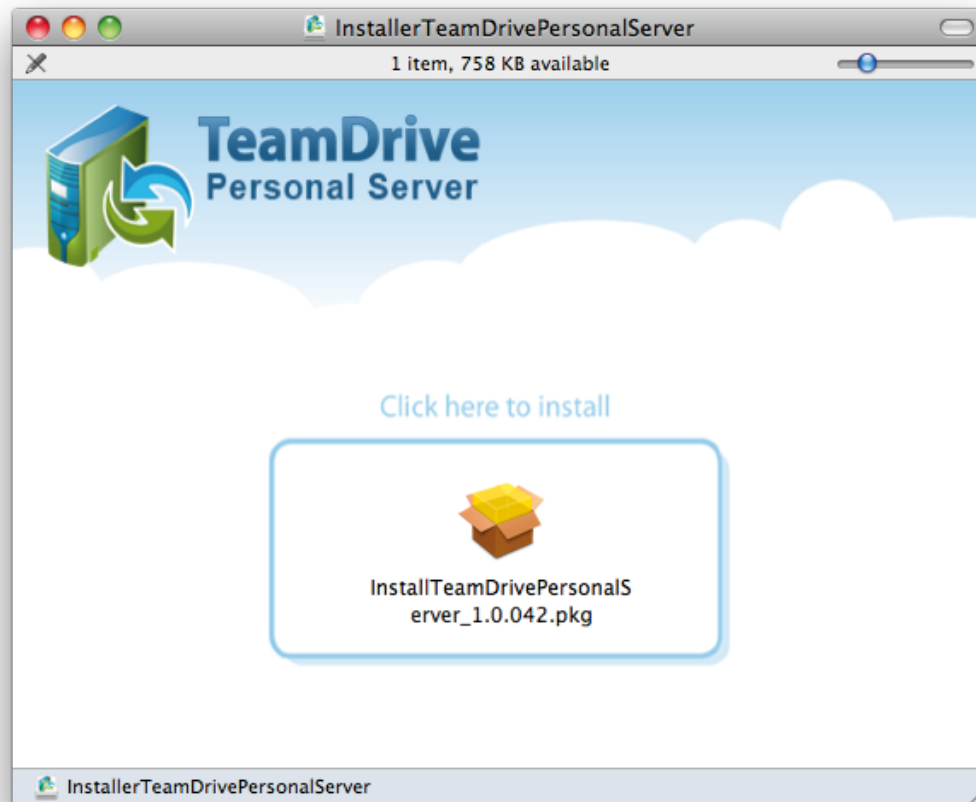 InstallerTeamDrivePersonalServer
1 item, 758 KB available
TeamDrive
Personal Server
Click here to install
InstallTeamDrivePersonalS
erver_1.0.042.pkg
InstallerTeamDrivePersonalServer